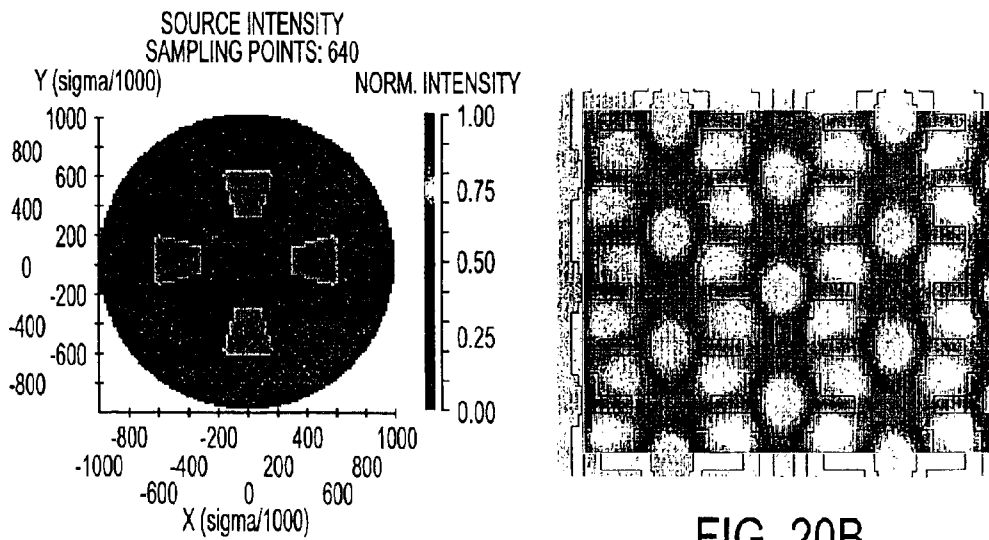 SOURCE INTENSITY
SAMPLING POINTS: 640
Y (sigma/1000)
NORM. INTENSITY
1000
800
600
400
200
0
-200
-400
-600
-800
1.00
0.75
0.50
0.25
0.00
-800 -200 400 1000
-1000 -400 200 800
-600 0 600
X (sigma/1000)
FIG. 20B